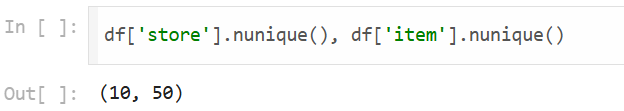 In [ ]: df['store'].nunique(), df['item'].nunique()
Out[ ]: (10, 50)